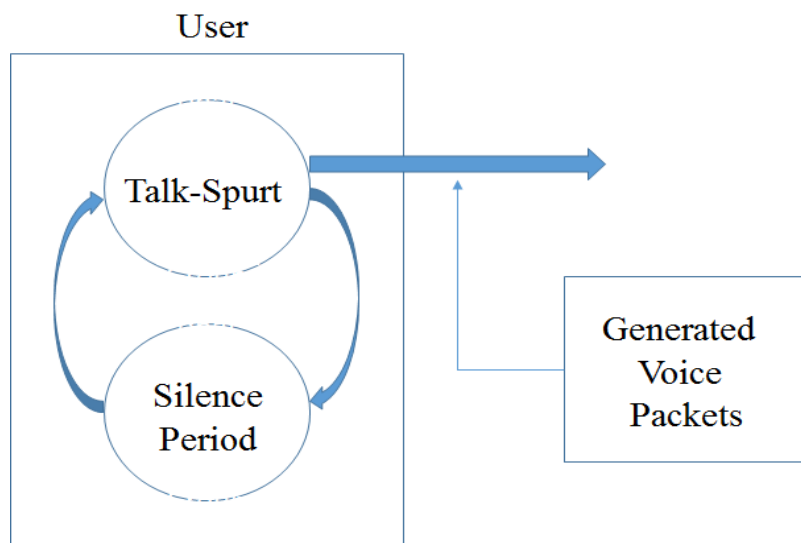 User
Talk-Spurt
Silence
Period
Generated
Voice
Packets